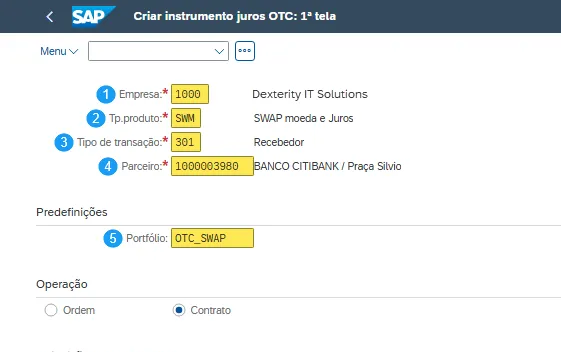 SAP Criar instrumento juros OTC: 1ª tela
Menu
1 Empresa:* 1000 Dexterity IT Solutions
2 Tp.produto:* SWM SWAP moeda e Juros
3 Tipo de transação:* 301 Recebedor
4 Parceiro:* 1000003980 BANCO CITIBANK / Praça Silvio
Predefinições
5 Portfólio: OTC_SWAP
Operação
Ordem Contrato